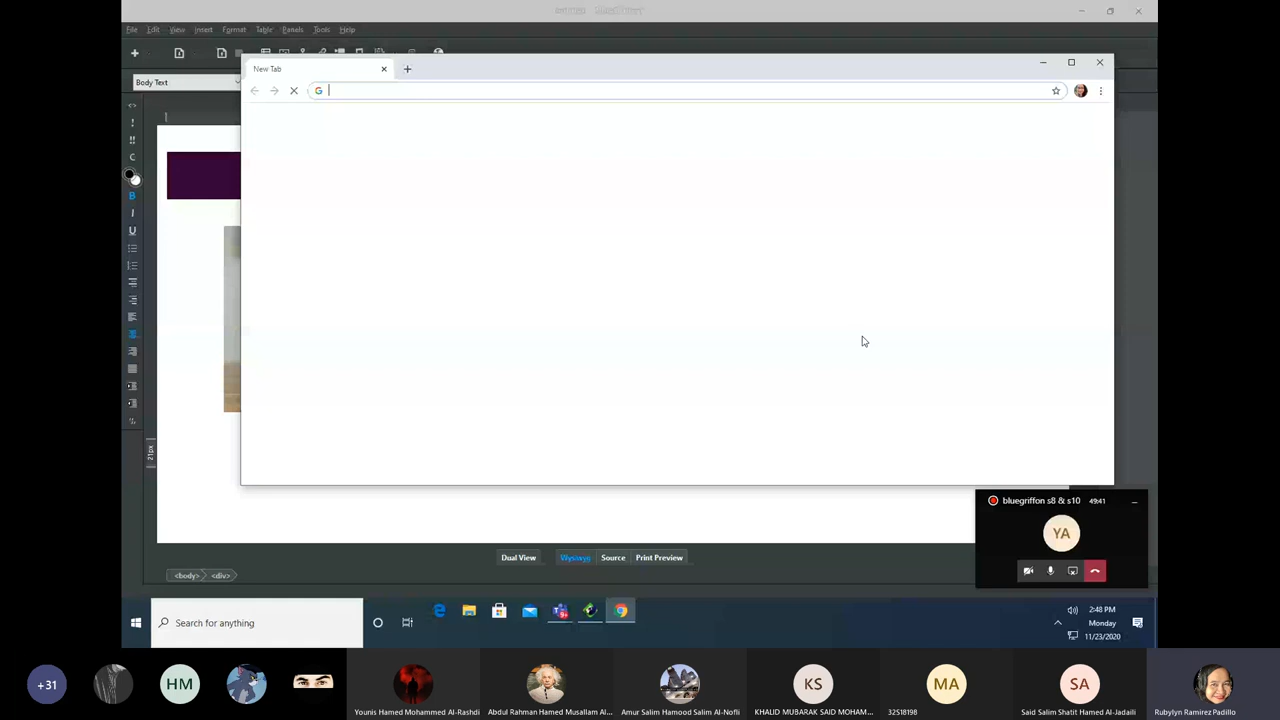 File Edit View Insert Format Table Panels Tools Help
Body Text
New Tab
21px
bluegriffon s8 & s10 49:41
YA
Dual View Wysiwyg Source Print Preview
<body> <div>
Search for anything
2:48 PM
Monday
11/23/2020
+31
HM
KS
MA
SA
Younis Hamed Mohammed Al-Rashdi
Abdul Rahman Hamed Musallam Al...
Amur Salim Hamood Salim Al-Nofli
KHALID MUBARAK SAID MOHAM...
32S18198
Said Salim Shatit Hamed Al-Jadaili
Rubylyn Ramirez Padillo